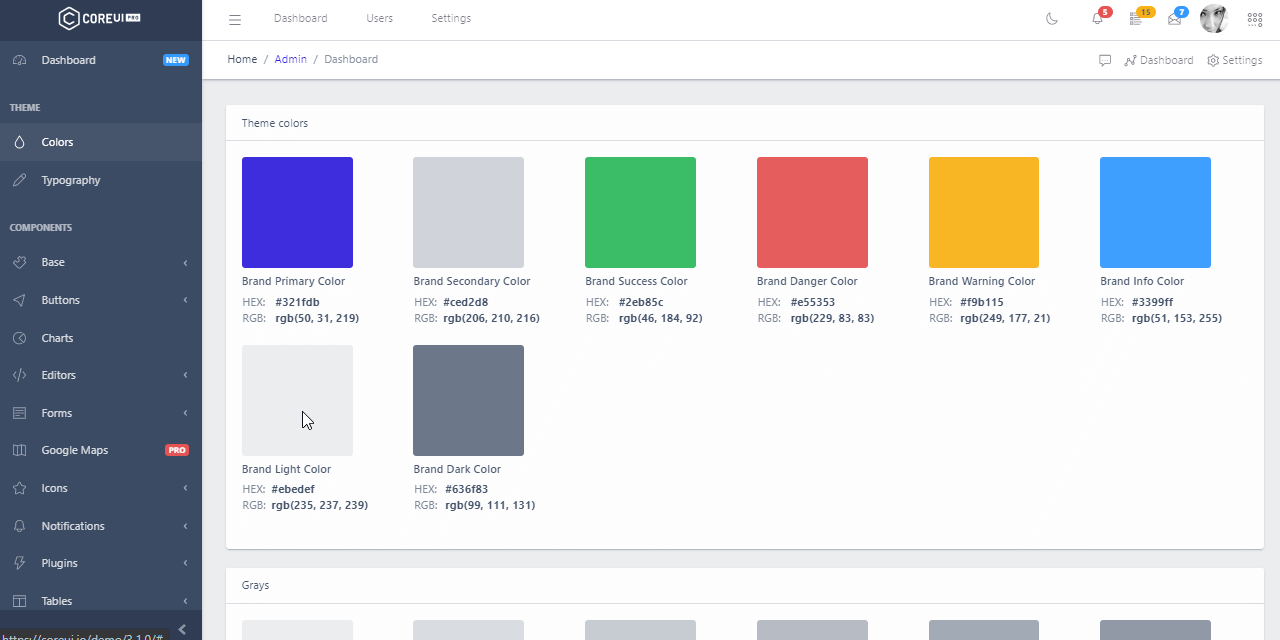 COREUI PRO
Dashboard Users Settings
5 15 7
Dashboard NEW
Home / Admin / Dashboard
Dashboard Settings
THEME
Colors
Typography
COMPONENTS
Base
Buttons
Charts
Editors
Forms
Google Maps PRO
Icons
Notifications
Plugins
Tables
https://coreui.io/demo/3.1.0/#
Theme colors
Brand Primary Color
HEX: #321fdb
RGB: rgb(50, 31, 219)
Brand Secondary Color
HEX: #ced2d8
RGB: rgb(206, 210, 216)
Brand Success Color
HEX: #2eb85c
RGB: rgb(46, 184, 92)
Brand Danger Color
HEX: #e55353
RGB: rgb(229, 83, 83)
Brand Warning Color
HEX: #f9b115
RGB: rgb(249, 177, 21)
Brand Info Color
HEX: #3399ff
RGB: rgb(51, 153, 255)
Brand Light Color
HEX: #ebedef
RGB: rgb(235, 237, 239)
Brand Dark Color
HEX: #636f83
RGB: rgb(99, 111, 131)
Grays